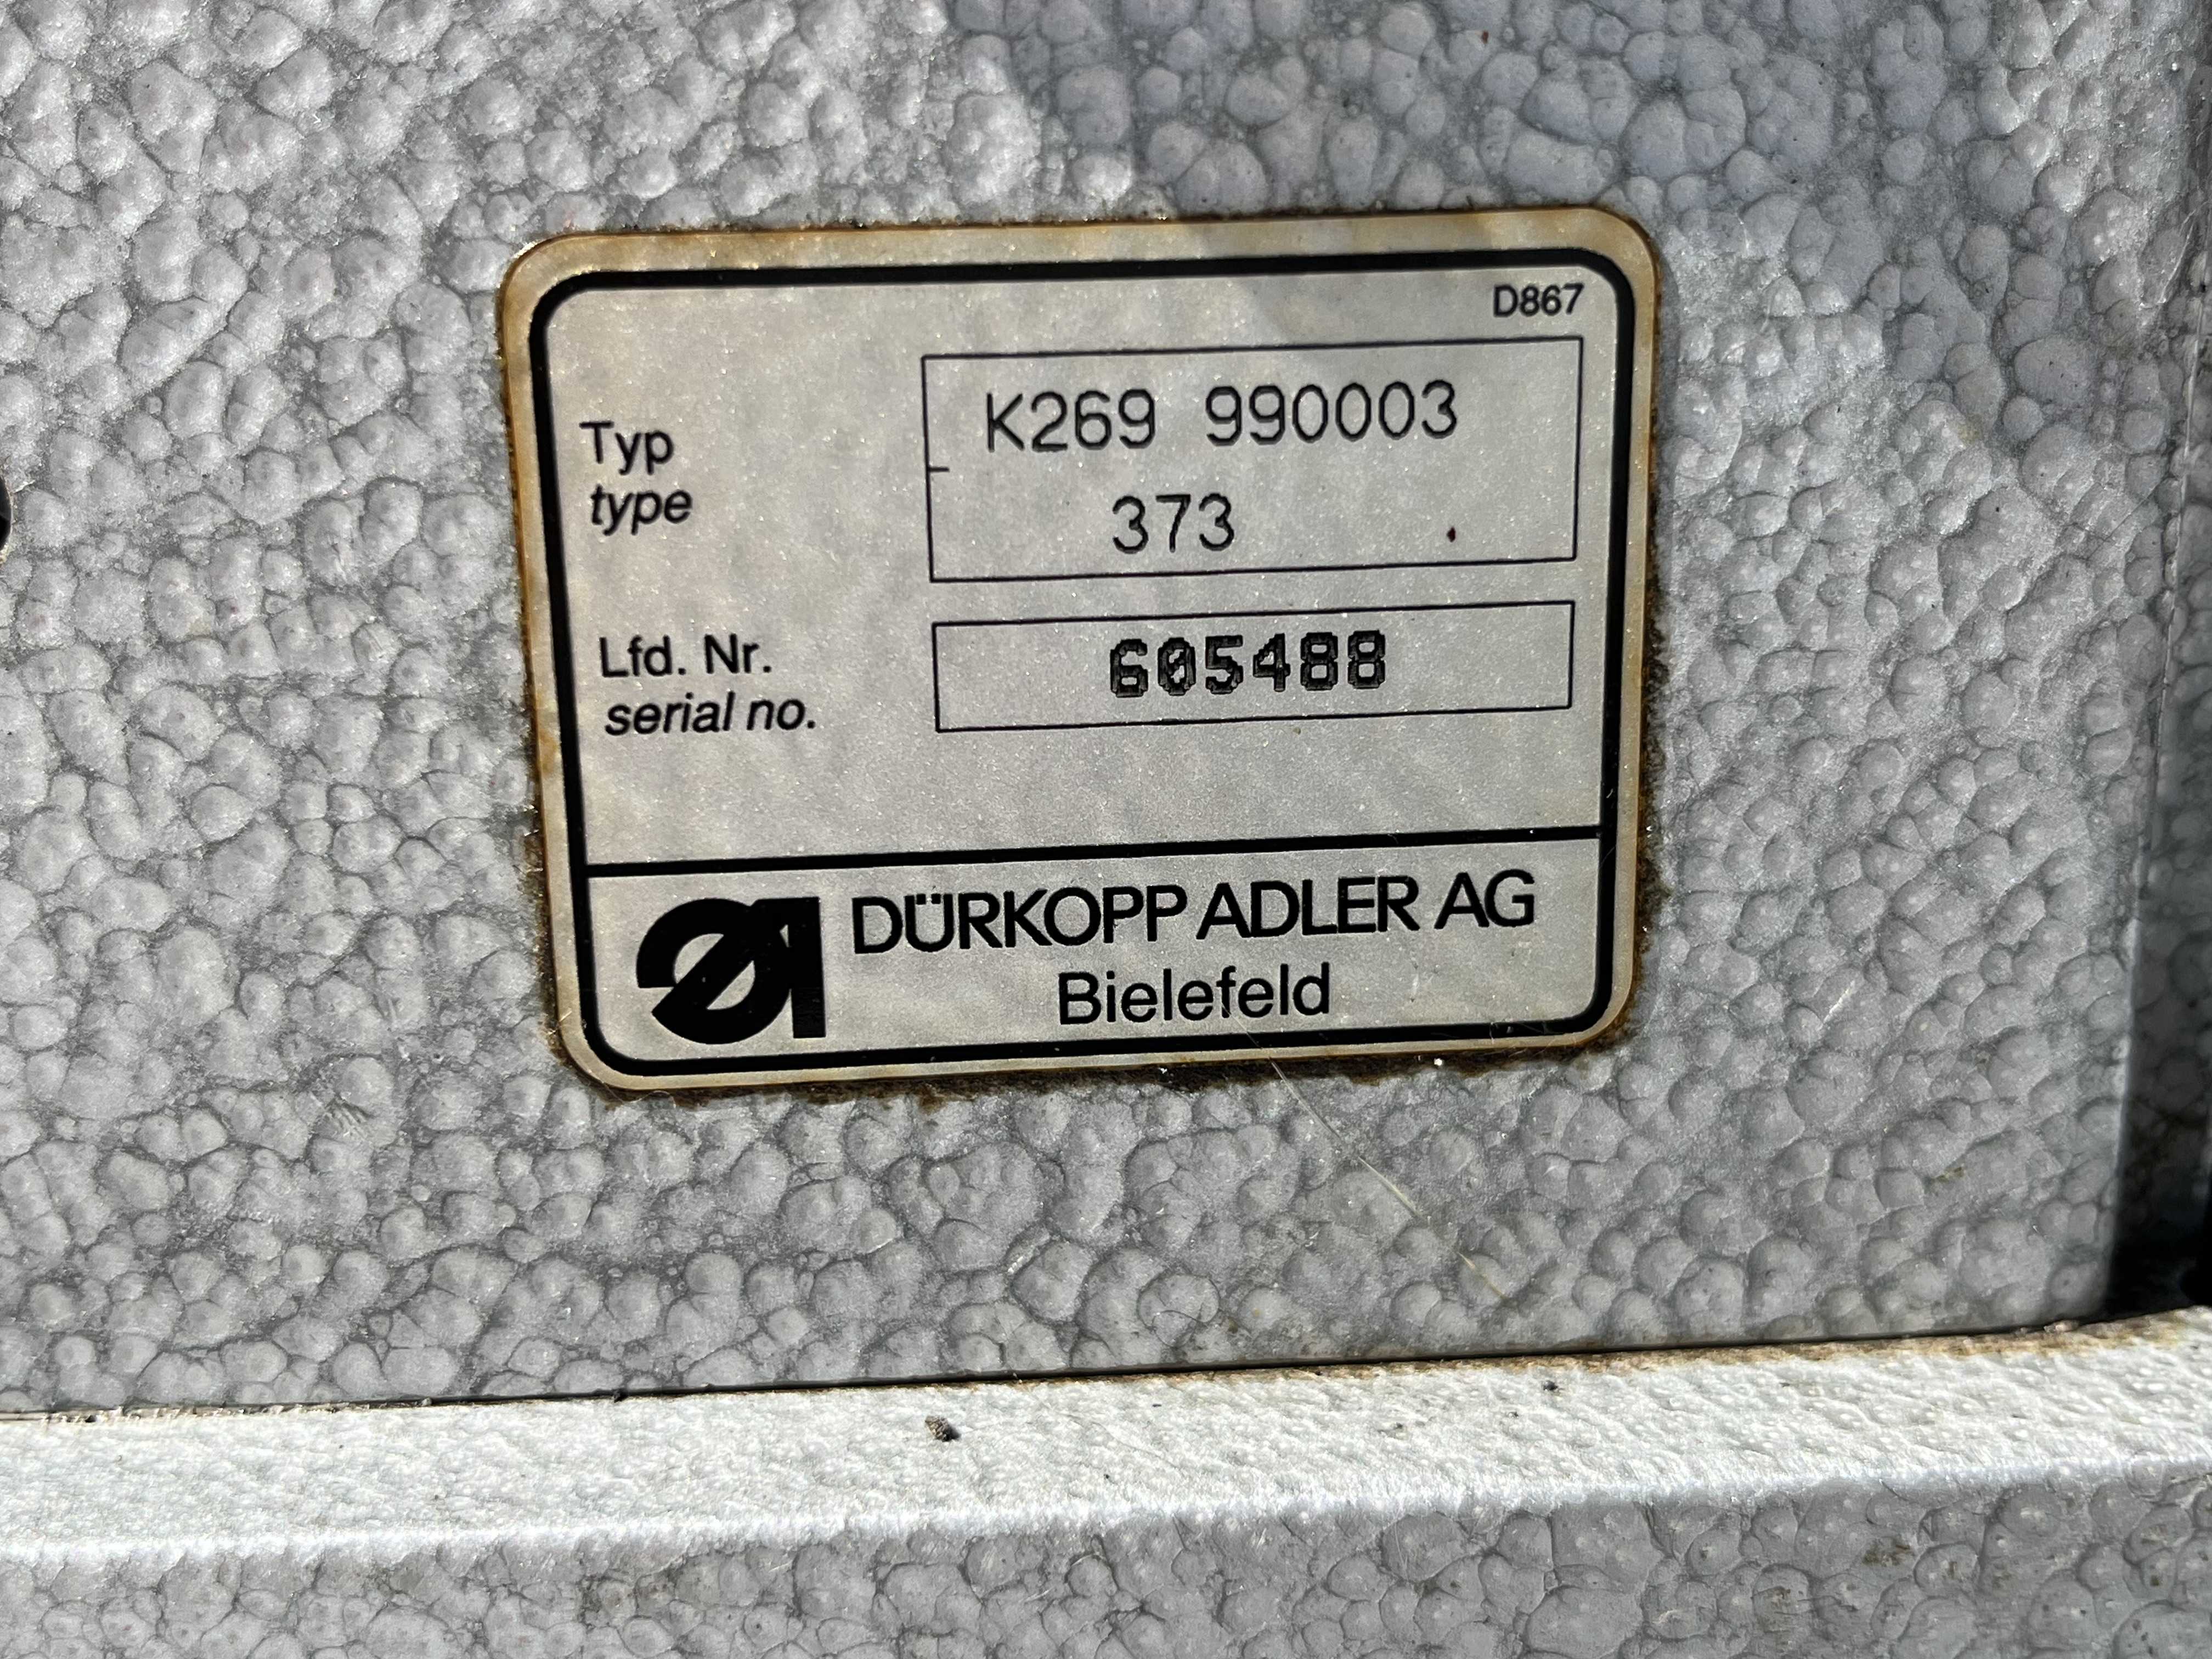 D867
Typ
type
K269 990003
373
Lfd. Nr.
serial no.
605488
DÜRKOPP ADLER AG
Bielefeld